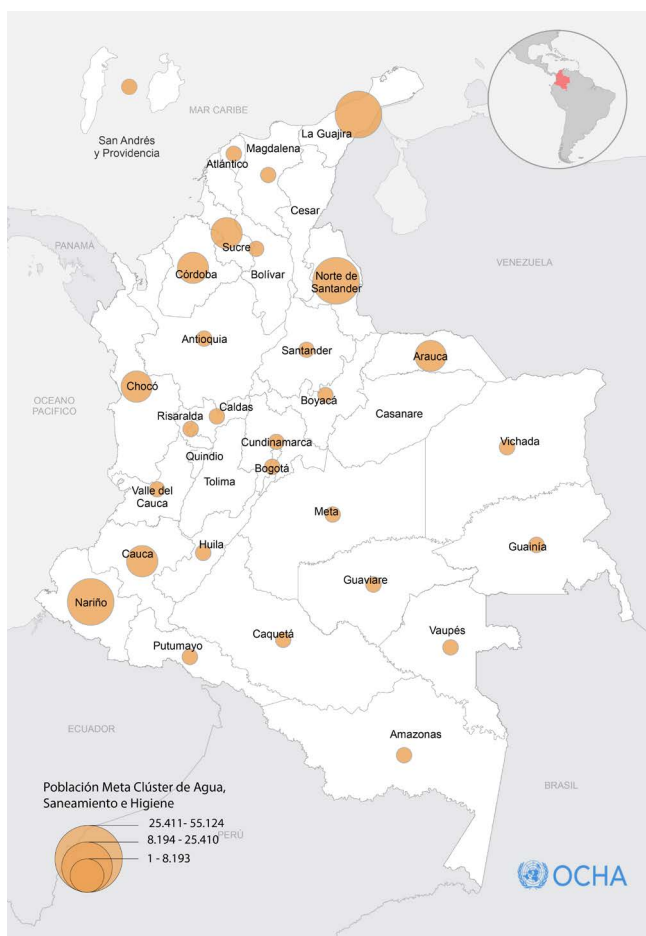 MAR CARIBE
San Andrés
y Providencia
La Guajira
Magdalena
Atlántico
Cesar
PANAMÁ
Sucre
VENEZUELA
Córdoba
Bolívar
Norte de
Santander
Antioquia
Santander
Arauca
Chocó
OCEANO
PACIFICO
Caldas
Boyacá
Casanare
Risaralda
Cundinamarca
Vichada
Quindio
Bogotá
Tolima
Valle del
Cauca
Meta
Huila
Guainía
Cauca
Guaviare
Nariño
Caquetá
Vaupés
Putumayo
ECUADOR
Amazonas
BRASIL
Población Meta Clúster de Agua,
Saneamiento e Higiene
25.411 - 55.124
8.194 - 25.410
1 - 8.193
PERÚ
OCHA